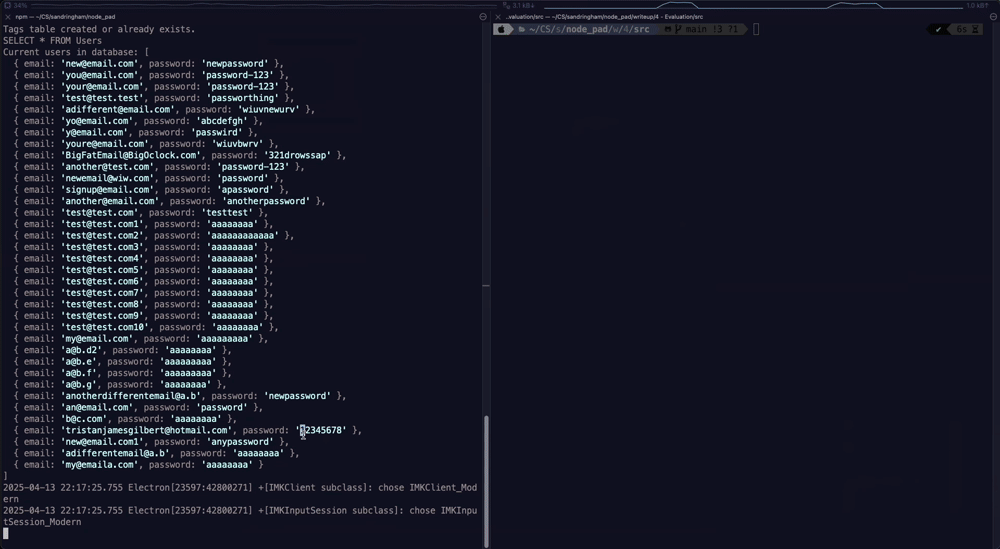 34%
3.1 kB↓
1.0 kB↑
npm — ~/CS/sandringham/node_pad
..valuation/src — ~/CS/sandringham/node_pad/writeup/4 - Evaluation/src
~/CS/s/node_pad/w/4/src
main !3 ?1
✔
6s
Tags table created or already exists.
SELECT * FROM Users
Current users in database: [
{ email: 'new@email.com', password: 'newpassword' },
{ email: 'you@email.com', password: 'password-123' },
{ email: 'your@email.com', password: 'password-123' },
{ email: 'test@test.test', password: 'passworthing' },
{ email: 'adifferent@email.com', password: 'wiuvnewurv' },
{ email: 'yo@email.com', password: 'abcdefgh' },
{ email: 'y@email.com', password: 'passwird' },
{ email: 'youre@email.com', password: 'wiuvbwrv' },
{ email: 'BigFatEmail@BigOclock.com', password: '321drowssap' },
{ email: 'another@test.com', password: 'password-123' },
{ email: 'newemail@wiw.com', password: 'password' },
{ email: 'signup@email.com', password: 'apassword' },
{ email: 'another@email.com', password: 'anotherpassword' },
{ email: 'test@test.com', password: 'testtest' },
{ email: 'test@test.com1', password: 'aaaaaaaa' },
{ email: 'test@test.com2', password: 'aaaaaaaaaaaa' },
{ email: 'test@test.com3', password: 'aaaaaaaa' },
{ email: 'test@test.com4', password: 'aaaaaaaa' },
{ email: 'test@test.com5', password: 'aaaaaaaa' },
{ email: 'test@test.com6', password: 'aaaaaaaa' },
{ email: 'test@test.com7', password: 'aaaaaaaa' },
{ email: 'test@test.com8', password: 'aaaaaaaa' },
{ email: 'test@test.com9', password: 'aaaaaaaa' },
{ email: 'test@test.com10', password: 'aaaaaaaa' },
{ email: 'my@email.com', password: 'aaaaaaaaa' },
{ email: 'a@b.d2', password: 'aaaaaaaa' },
{ email: 'a@b.e', password: 'aaaaaaaaa' },
{ email: 'a@b.f', password: 'aaaaaaaaa' },
{ email: 'a@b.g', password: 'aaaaaaaa' },
{ email: 'anotherdifferentemail@a.b', password: 'newpassword' },
{ email: 'an@email.com', password: 'password' },
{ email: 'b@c.com', password: 'aaaaaaaa' },
{ email: 'tristanjamesgilbert@hotmail.com', password: '12345678' },
{ email: 'new@email.com1', password: 'anypassword' },
{ email: 'adifferentemail@a.b', password: 'aaaaaaaa' },
{ email: 'my@emaila.com', password: 'aaaaaaaa' }
]
2025-04-13 22:17:25.755 Electron[23597:42800271] +[IMKClient subclass]: chose IMKClient_Mod
ern
2025-04-13 22:17:25.755 Electron[23597:42800271] +[IMKInputSession subclass]: chose IMKInpu
tSession_Modern